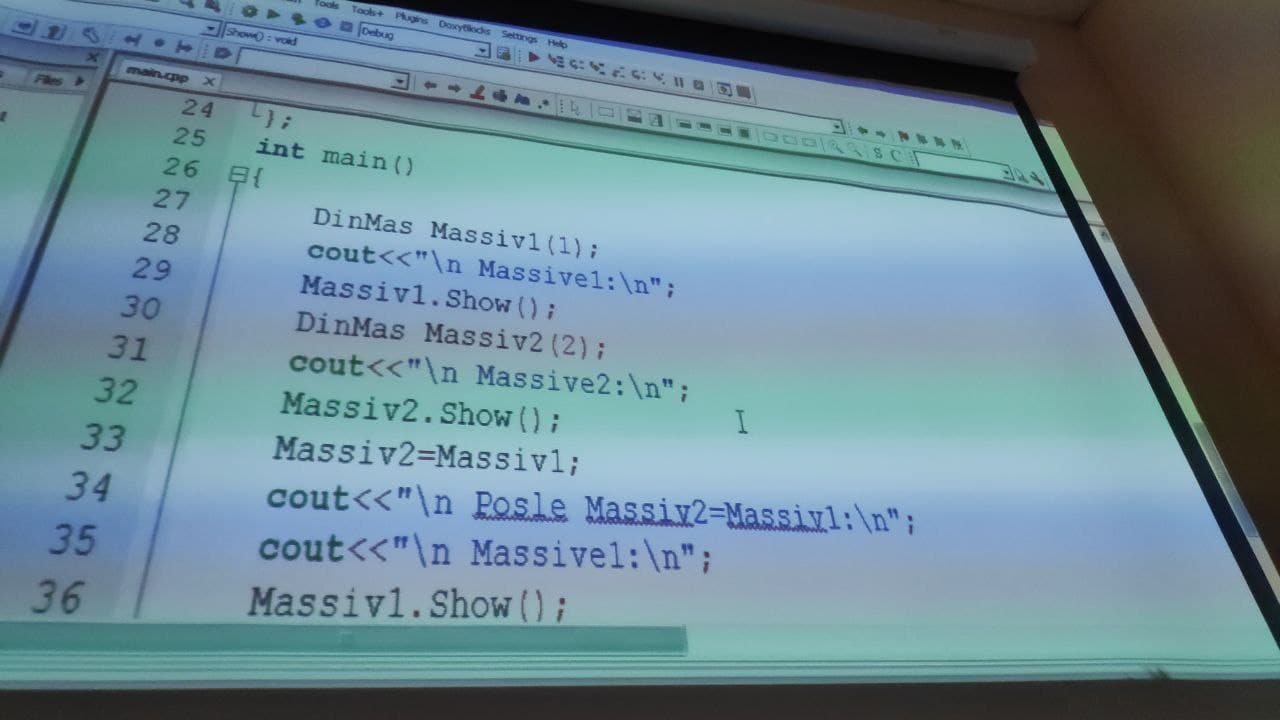 Tools Tools+ Plugins DoxyBlocks Settings Help
Show() : void
Debug
Files
main.cpp
S C
24 };
25 int main()
26 {
27
28 DinMas Massiv1(1);
29 cout<<"\n Massive1:\n";
30 Massiv1.Show();
31 DinMas Massiv2(2);
32 cout<<"\n Massive2:\n";
33 Massiv2.Show();
34 Massiv2=Massiv1;
35 cout<<"\n Posle Massiv2=Massiv1:\n";
36 cout<<"\n Massive1:\n";
Massiv1.Show();